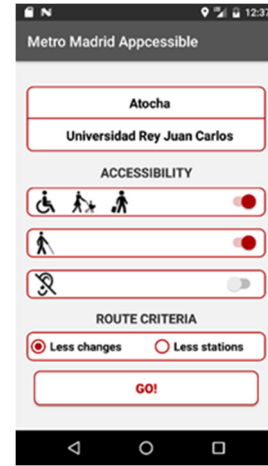 12:37
Metro Madrid Appcessible
Atocha
Universidad Rey Juan Carlos
ACCESSIBILITY
ROUTE CRITERIA
Less changes Less stations
GO!